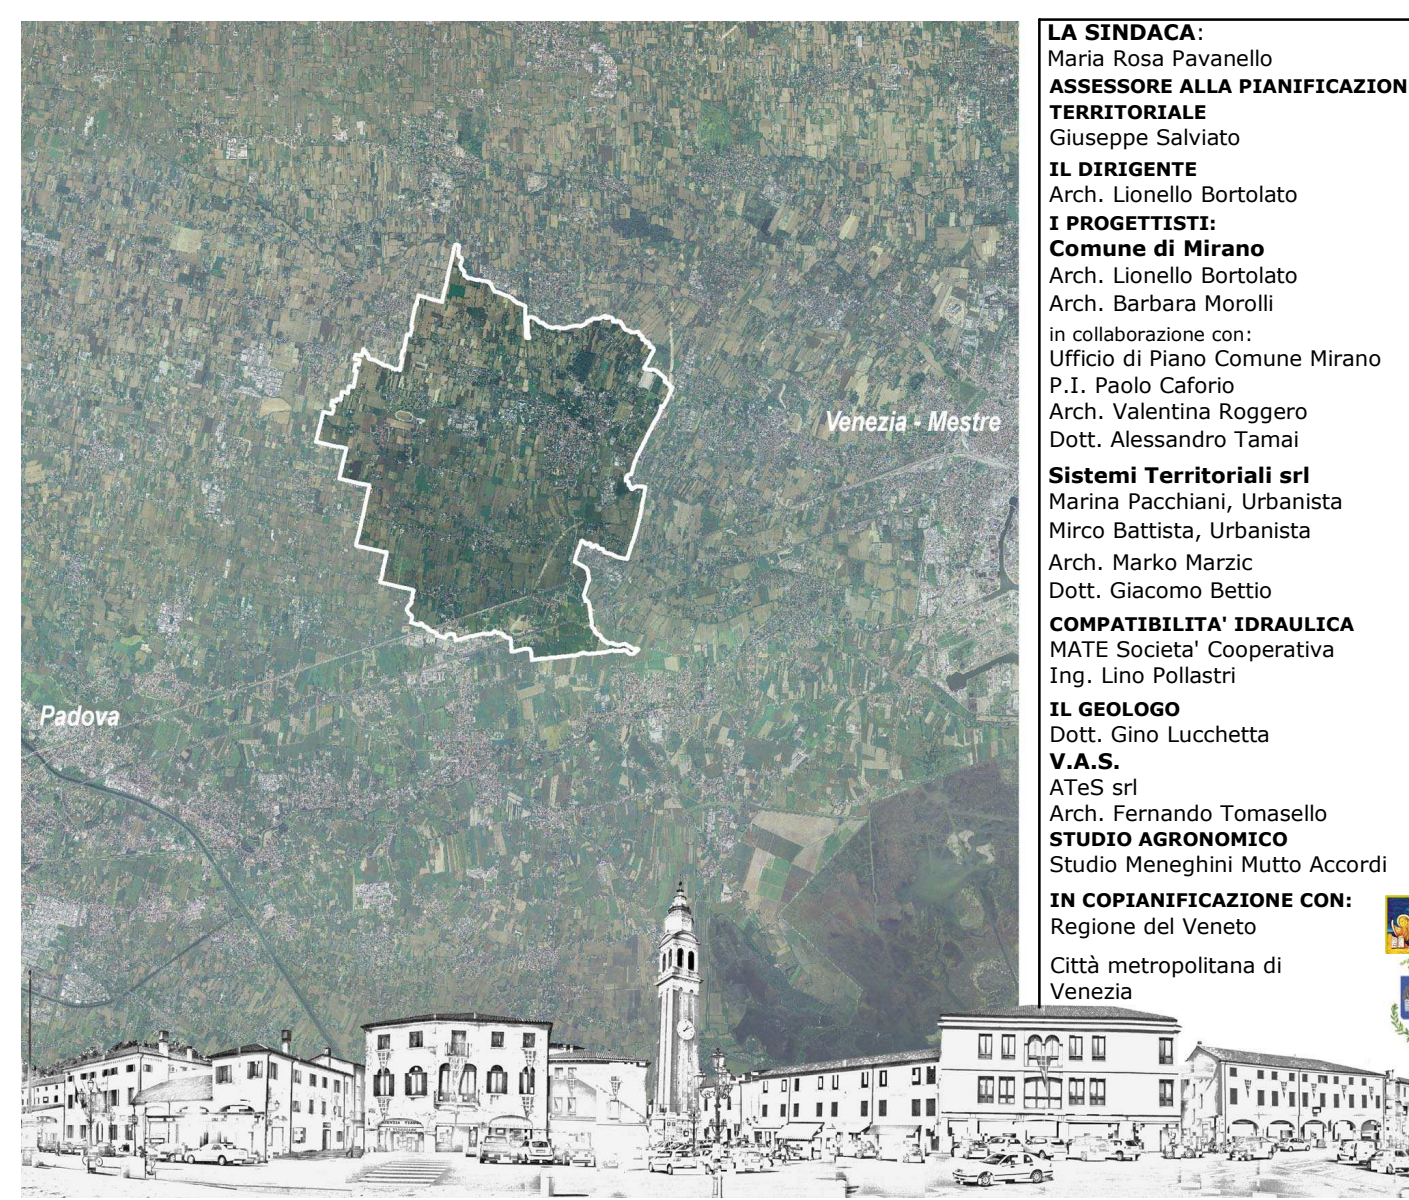 LA SINDACA:
Maria Rosa Pavanello
ASSESSORE ALLA PIANIFICAZION
TERRITORIALE
Giuseppe Salviato
IL DIRIGENTE
Arch. Lionello Bortolato
I PROGETTISTI:
Comune di Mirano
Arch. Lionello Bortolato
Arch. Barbara Morolli
in collaborazione con:
Ufficio di Piano Comune Mirano
P.I. Paolo Caforio
Arch. Valentina Roggero
Dott. Alessandro Tamai
Sistemi Territoriali srl
Marina Pacchiani, Urbanista
Mirco Battista, Urbanista
Arch. Marko Marzic
Dott. Giacomo Bettio
COMPATIBILITA' IDRAULICA
MATE Societa' Cooperativa
Ing. Lino Pollastri
IL GEOLOGO
Dott. Gino Lucchetta
V.A.S.
ATeS srl
Arch. Fernando Tomasello
STUDIO AGRONOMICO
Studio Meneghini Mutto Accordi
IN COPIANIFICAZIONE CON:
Regione del Veneto
Città metropolitana di
Venezia
Venezia - Mestre
Padova